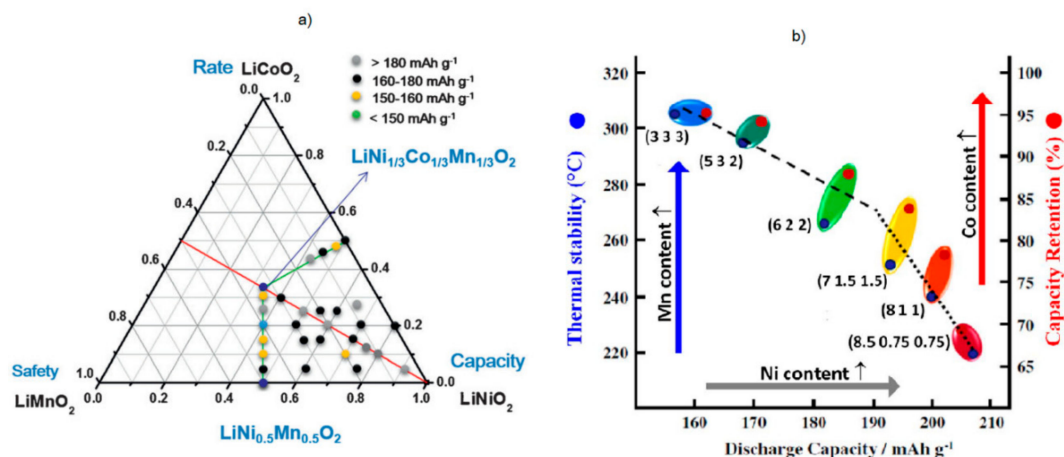 a)
Rate LiCoO₂
0.0 1.0
> 180 mAh g⁻¹
160-180 mAh g⁻¹
150-160 mAh g⁻¹
< 150 mAh g⁻¹
LiNi₁/₃Co₁/₃Mn₁/₃O₂
0.2 0.8
0.4 0.6
0.6 0.4
0.8 0.2
Safety Capacity
1.0 0.0
LiMnO₂ LiNiO₂
0.0 0.2 0.4 0.6 0.8 1.0
LiNi₀.₅Mn₀.₅O₂
b)
Thermal stability (°C)
320
300
280
260
240
220
Mn content ↑
(3 3 3)
(5 3 2)
(6 2 2)
(7 1.5 1.5)
(8 1 1)
(8.5 0.75 0.75)
Ni content ↑
Co content ↑
100
95
90
85
80
75
70
65
Capacity Retention (%)
160 170 180 190 200 210
Discharge Capacity / mAh g⁻¹